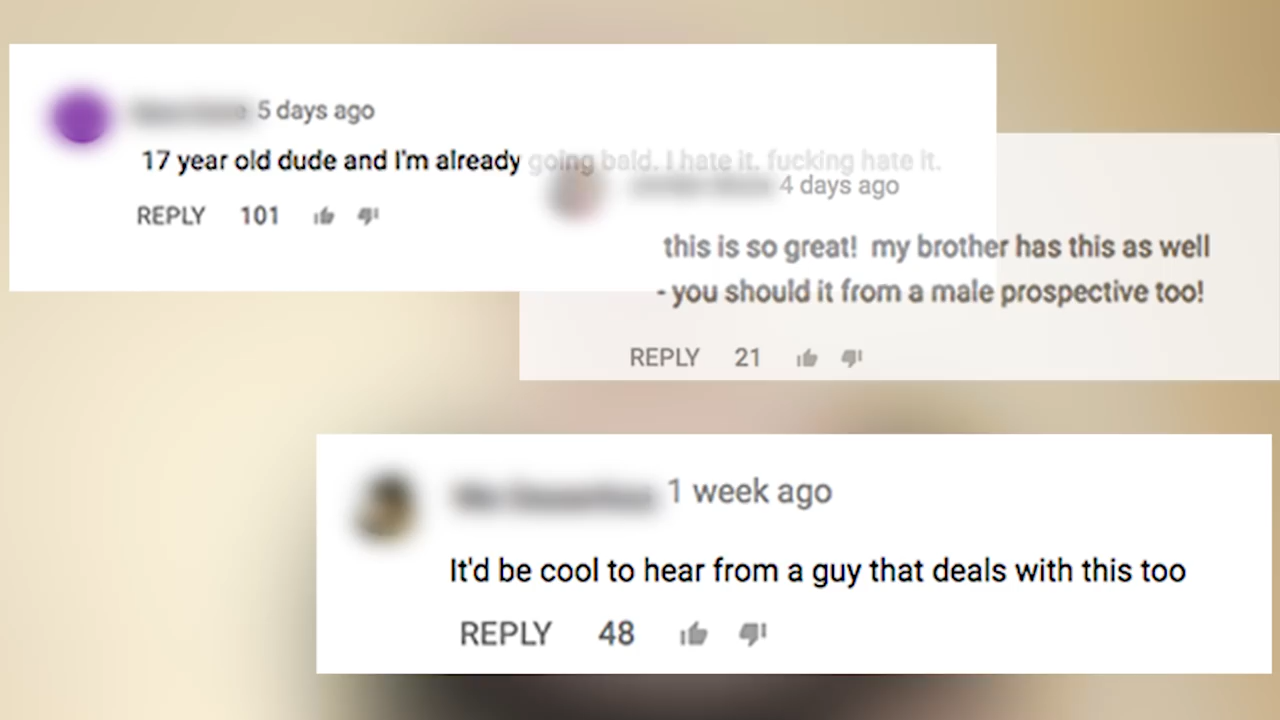 5 days ago
17 year old dude and I'm already going bald. I hate it. fucking hate it.
REPLY 101
4 days ago
this is so great! my brother has this as well
- you should it from a male prospective too!
REPLY 21
1 week ago
It'd be cool to hear from a guy that deals with this too
REPLY 48